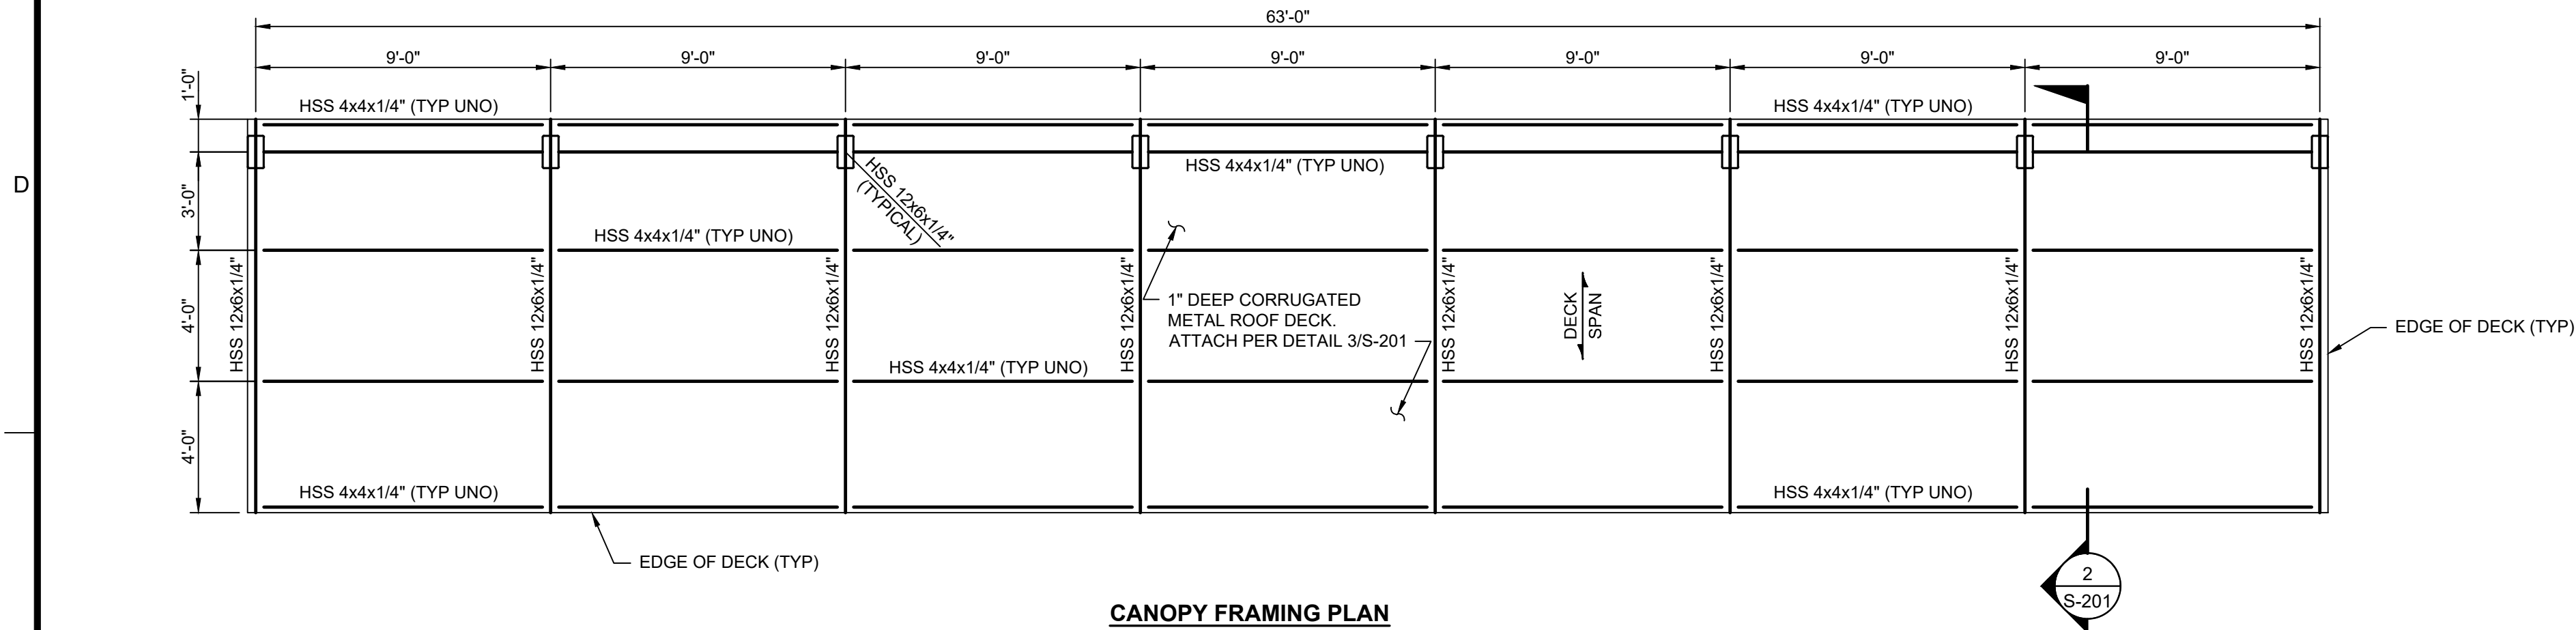 63'-0"
9'-0"
9'-0"
9'-0"
9'-0"
9'-0"
9'-0"
9'-0"
1'-0"
HSS 4x4x1/4" (TYP UNO)
HSS 4x4x1/4" (TYP UNO)
HSS 4x4x1/4" (TYP UNO)
D
3'-0"
HSS 12x6x1/4"
(TYPICAL)
HSS 4x4x1/4" (TYP UNO)
4'-0"
HSS 12x6x1/4"
HSS 12x6x1/4"
HSS 12x6x1/4"
HSS 12x6x1/4"
1" DEEP CORRUGATED
METAL ROOF DECK.
ATTACH PER DETAIL 3/S-201
HSS 12x6x1/4"
DECK
SPAN
HSS 12x6x1/4"
HSS 12x6x1/4"
HSS 12x6x1/4"
EDGE OF DECK (TYP)
HSS 4x4x1/4" (TYP UNO)
4'-0"
HSS 4x4x1/4" (TYP UNO)
HSS 4x4x1/4" (TYP UNO)
EDGE OF DECK (TYP)
2
S-201
CANOPY FRAMING PLAN